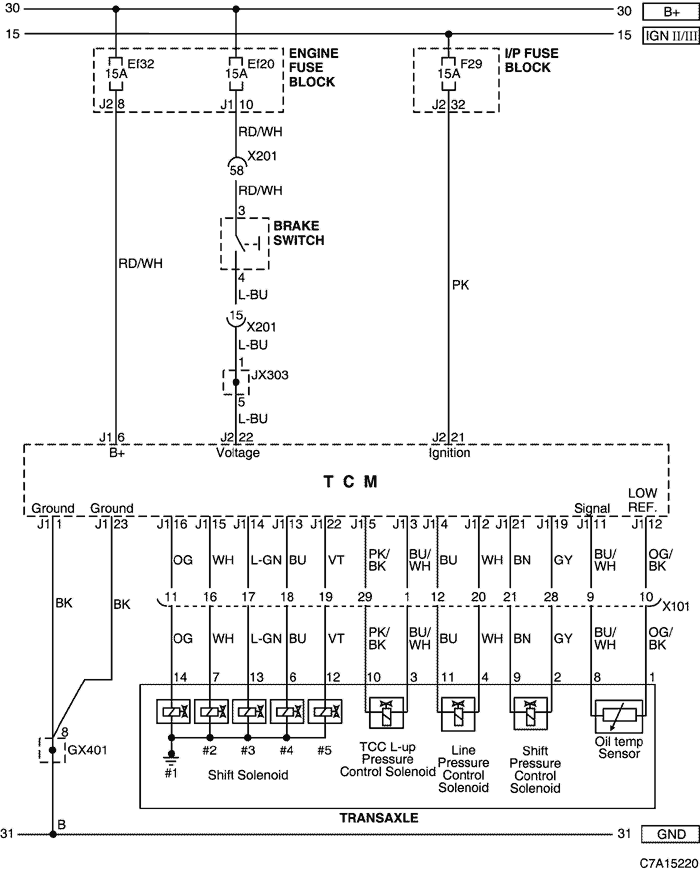 30 30 B+
15 15 IGN II/III
Ef32 Ef20 ENGINE FUSE BLOCK F29 I/P FUSE BLOCK
15A 15A 15A
J2 8 J1 10 J2 32
RD/WH
X201
58
RD/WH
3
BRAKE
SWITCH
RD/WH
4
PK
L-BU
15
X201
L-BU
1
JX303
5
L-BU
J1 6 J2 22 J2 21
B+ Voltage Ignition
T C M
Ground Ground Signal LOW REF.
J1 1 J1 23 J1 16 J1 15 J1 14 J1 13 J1 22 J1 5 J1 3 J1 4 J1 2 J1 21 J1 19 J1 11 J1 12
OG WH L-GN BU VT PK/BK BU/WH BU WH BN GY BU/WH OG/BK
11 16 17 18 19 29 1 12 20 21 28 9 10
BK BK X101
OG WH L-GN BU VT PK/BK BU/WH BU WH BN GY BU/WH OG/BK
14 7 13 6 12 10 3 11 4 9 2 8 1
8
GX401
#1 #2 #3 #4 #5
Shift Solenoid
TCC L-up
Pressure
Control Solenoid
Line
Pressure
Control
Solenoid
Shift
Pressure
Control
Solenoid
Oil temp
Sensor
TRANSAXLE
B
31 31 GND
C7A15220